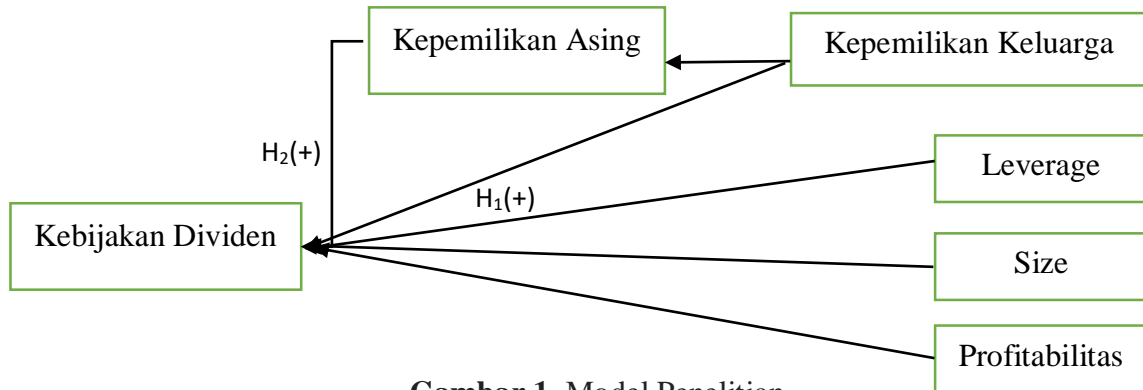 Kepemilikan Asing
Kepemilikan Keluarga
H₂(+)
Leverage
H₁(+)
Kebijakan Dividen
Size
Profitabilitas
Gambar 1. Model Penelitian